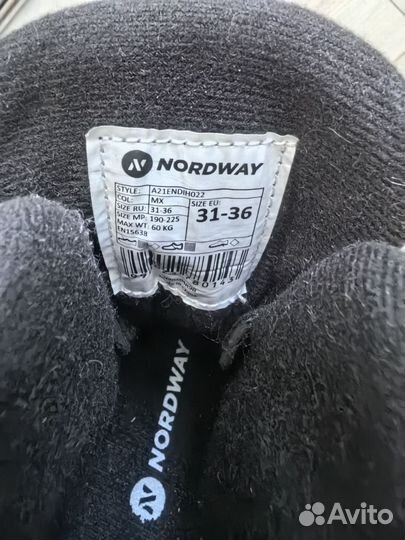 NORDWAY
STYLE: A21ENDIH022
COL: MX
SIZE RU: 31-36
SIZE MP: 190-225
MAX WT: 60 KG
EN15638
SIZE EU:
31-36
NORDWAY
Avito